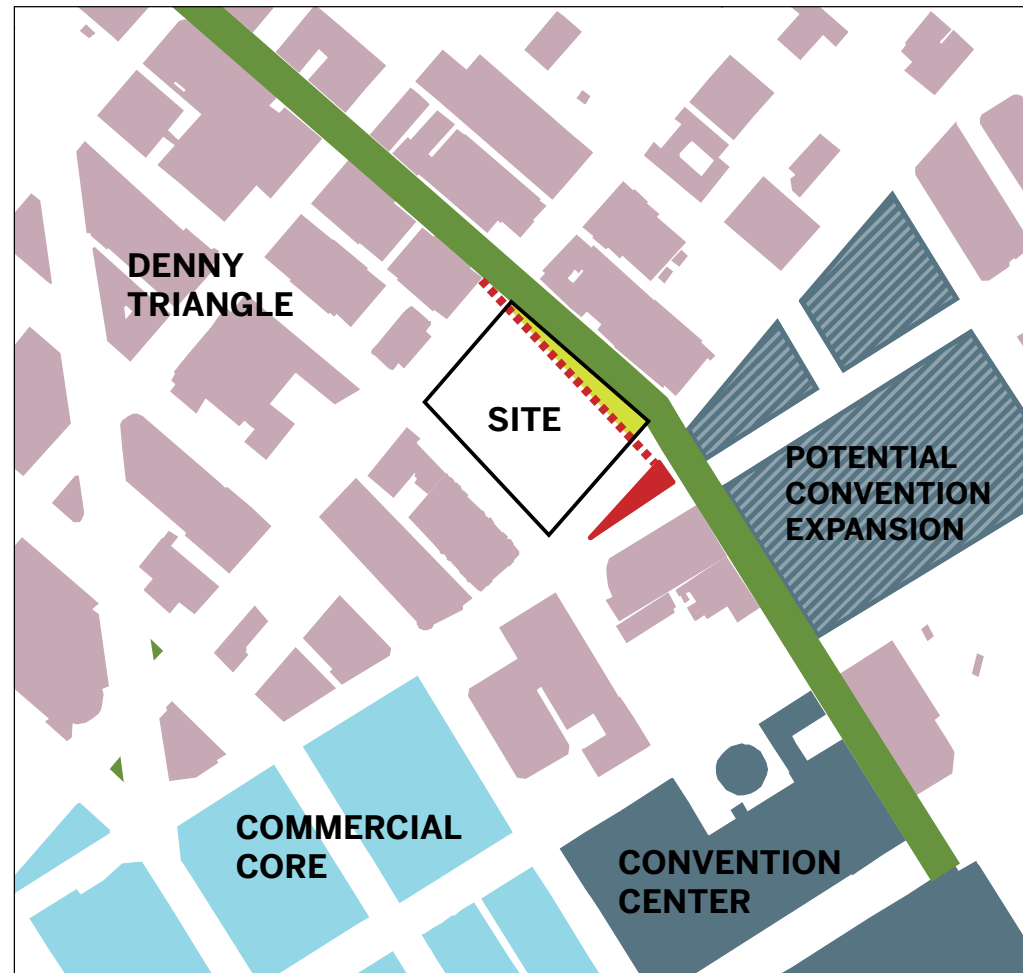 DENNY
TRIANGLE
SITE
POTENTIAL
CONVENTION
EXPANSION
COMMERCIAL
CORE
CONVENTION
CENTER